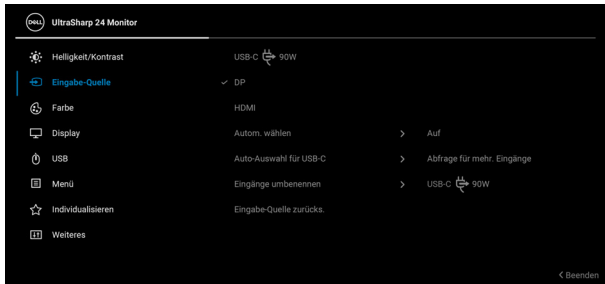 DELL UltraSharp 24 Monitor
Helligkeit/Kontrast USB-C 90W
Eingabe-Quelle DP
Farbe HDMI
Display Autom. wählen Auf
USB Auto-Auswahl für USB-C Abfrage für mehr. Eingänge
Menü Eingänge umbenennen USB-C 90W
Individualisieren Eingabe-Quelle zurücks.
Weiteres
Beenden